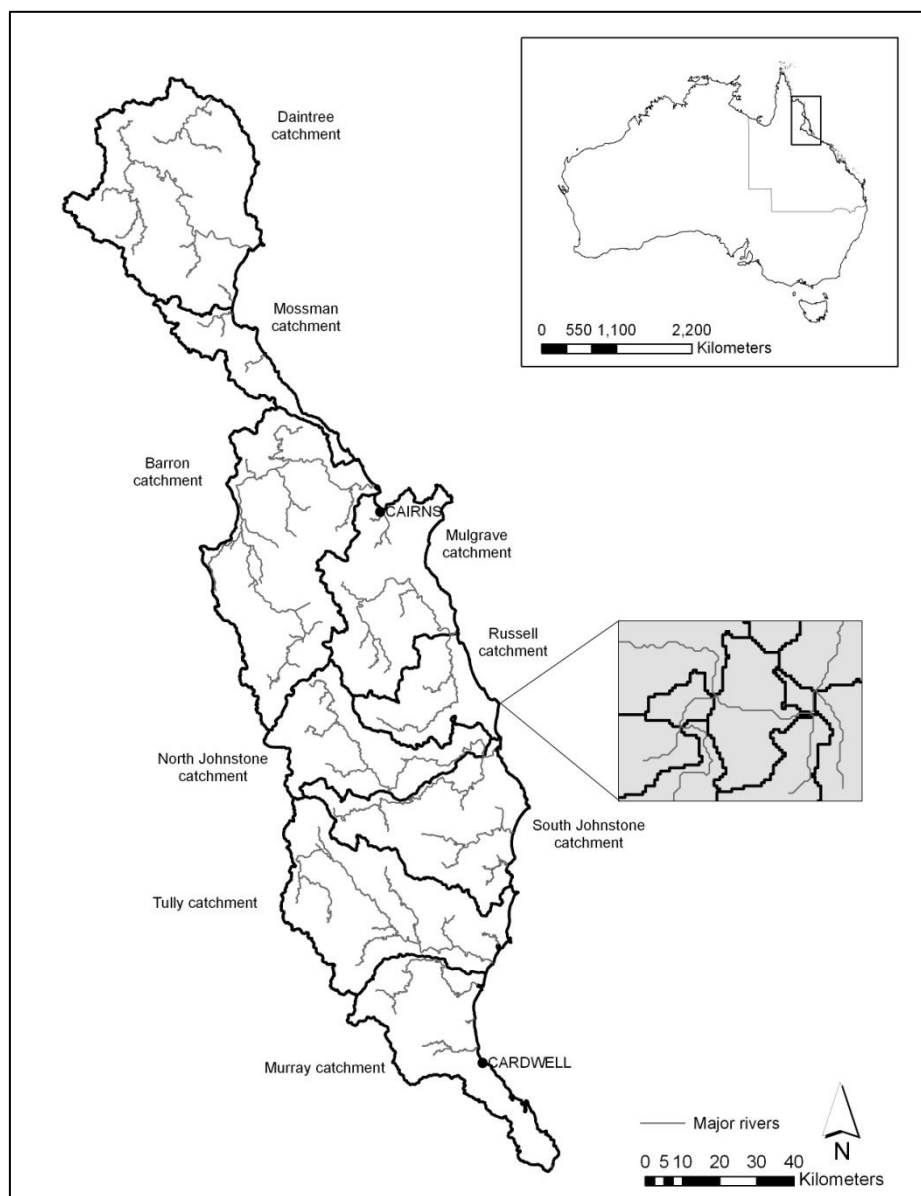 Daintree
catchment
Mossman
catchment
0 550 1,100 2,200
Kilometers
Barron
catchment
CAIRNS
Mulgrave
catchment
Russell
catchment
North Johnstone
catchment
South Johnstone
catchment
Tully catchment
Murray catchment
CARDWELL
Major rivers
N
0 5 10 20 30 40
Kilometers